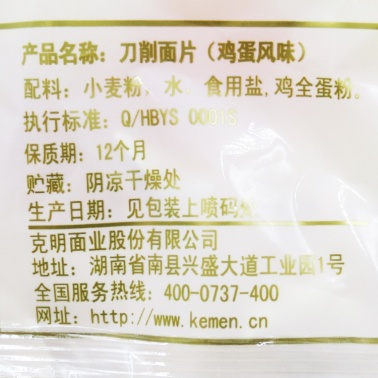 产品名称：刀削面片（鸡蛋风味）
配料：小麦粉、水、食用盐,鸡全蛋粉。
执行标准：Q/HBYS
保质期：12个月
贮藏：阴凉干燥处
生产日期：见包装上喷码
克明面业股份有限公司
地址：湖南省南县兴盛大道工业园1号
全国服务热线：400-0737-400
网址：http://www.kemen.cn